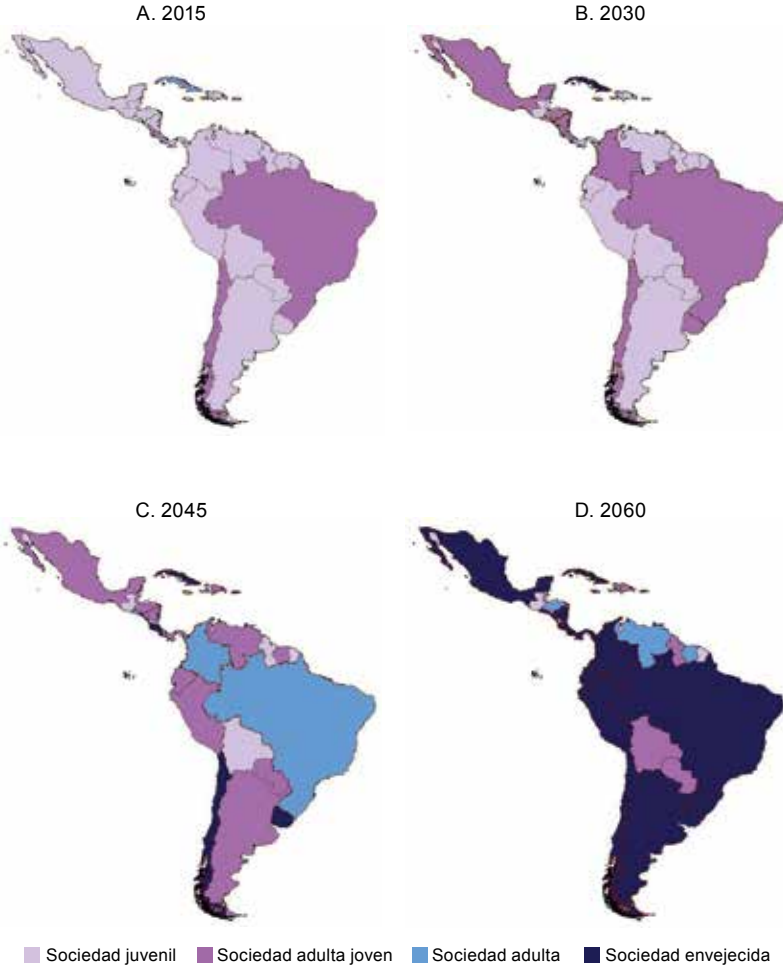 A. 2015
B. 2030
C. 2045
D. 2060
Sociedad juvenil
Sociedad adulta joven
Sociedad adulta
Sociedad envejecida